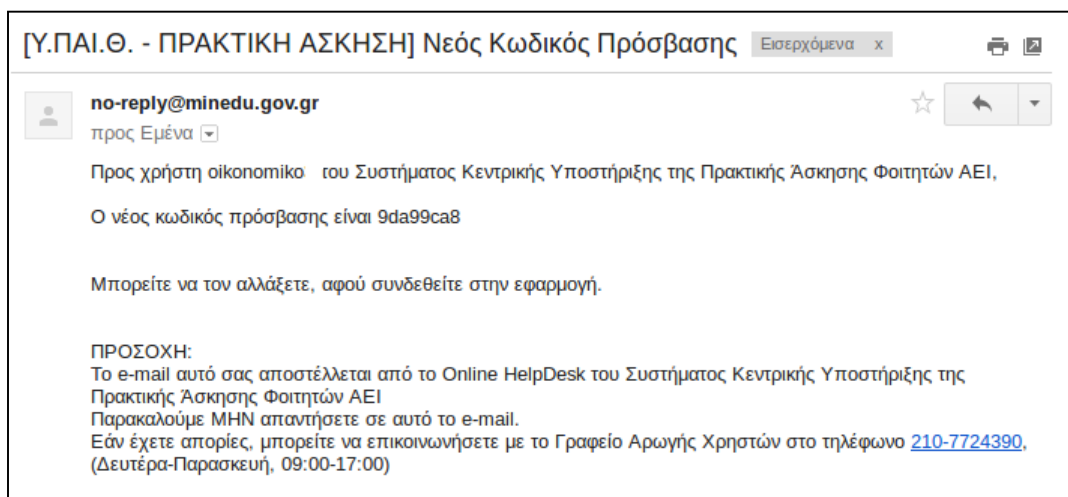 [Υ.ΠΑΙ.Θ. - ΠΡΑΚΤΙΚΗ ΑΣΚΗΣΗ] Νεός Κωδικός Πρόσβασης Εισερχόμενα x
no-reply@minedu.gov.gr
προς Εμένα
Προς χρήστη oikonomiko του Συστήματος Κεντρικής Υποστήριξης της Πρακτικής Άσκησης Φοιτητών ΑΕΙ,
Ο νέος κωδικός πρόσβασης είναι 9da99ca8
Μπορείτε να τον αλλάξετε, αφού συνδεθείτε στην εφαρμογή.
ΠΡΟΣΟΧΗ:
Το e-mail αυτό σας αποστέλλεται από το Online HelpDesk του Συστήματος Κεντρικής Υποστήριξης της
Πρακτικής Άσκησης Φοιτητών ΑΕΙ
Παρακαλούμε ΜΗΝ απαντήσετε σε αυτό το e-mail.
Εάν έχετε απορίες, μπορείτε να επικοινωνήσετε με το Γραφείο Αρωγής Χρηστών στο τηλέφωνο 210-7724390,
(Δευτέρα-Παρασκευή, 09:00-17:00)